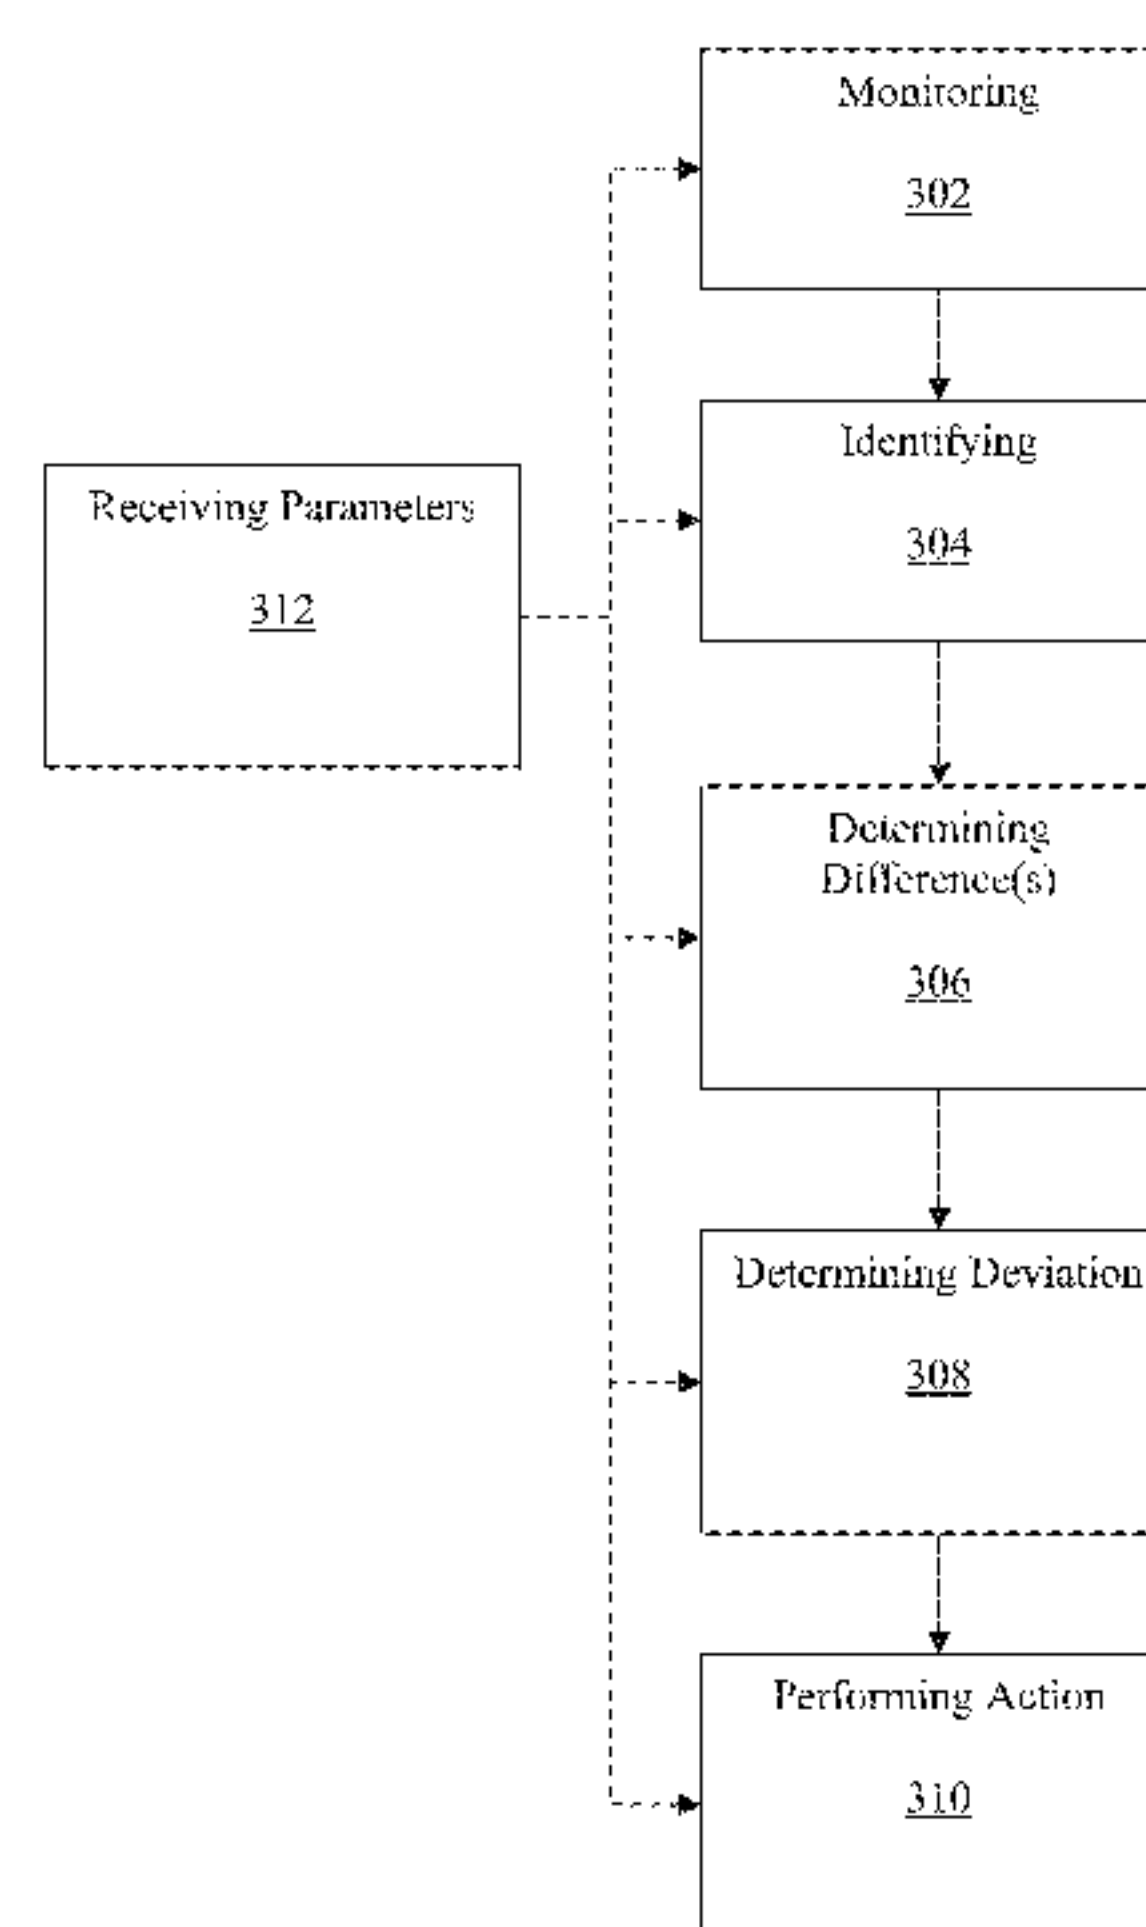 Monitoring
302
Identifying
304
Receiving Parameters
312
Determining
Difference(s)
306
Determining Deviation
308
Performing Action
310